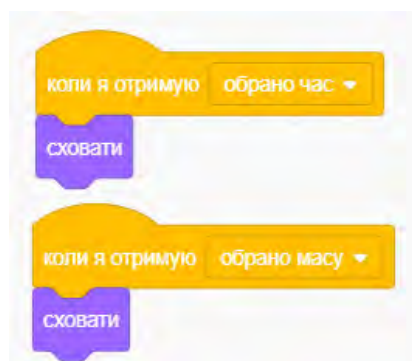 коли я отримую обрано час
сховати
коли я отримую обрано масу
сховати